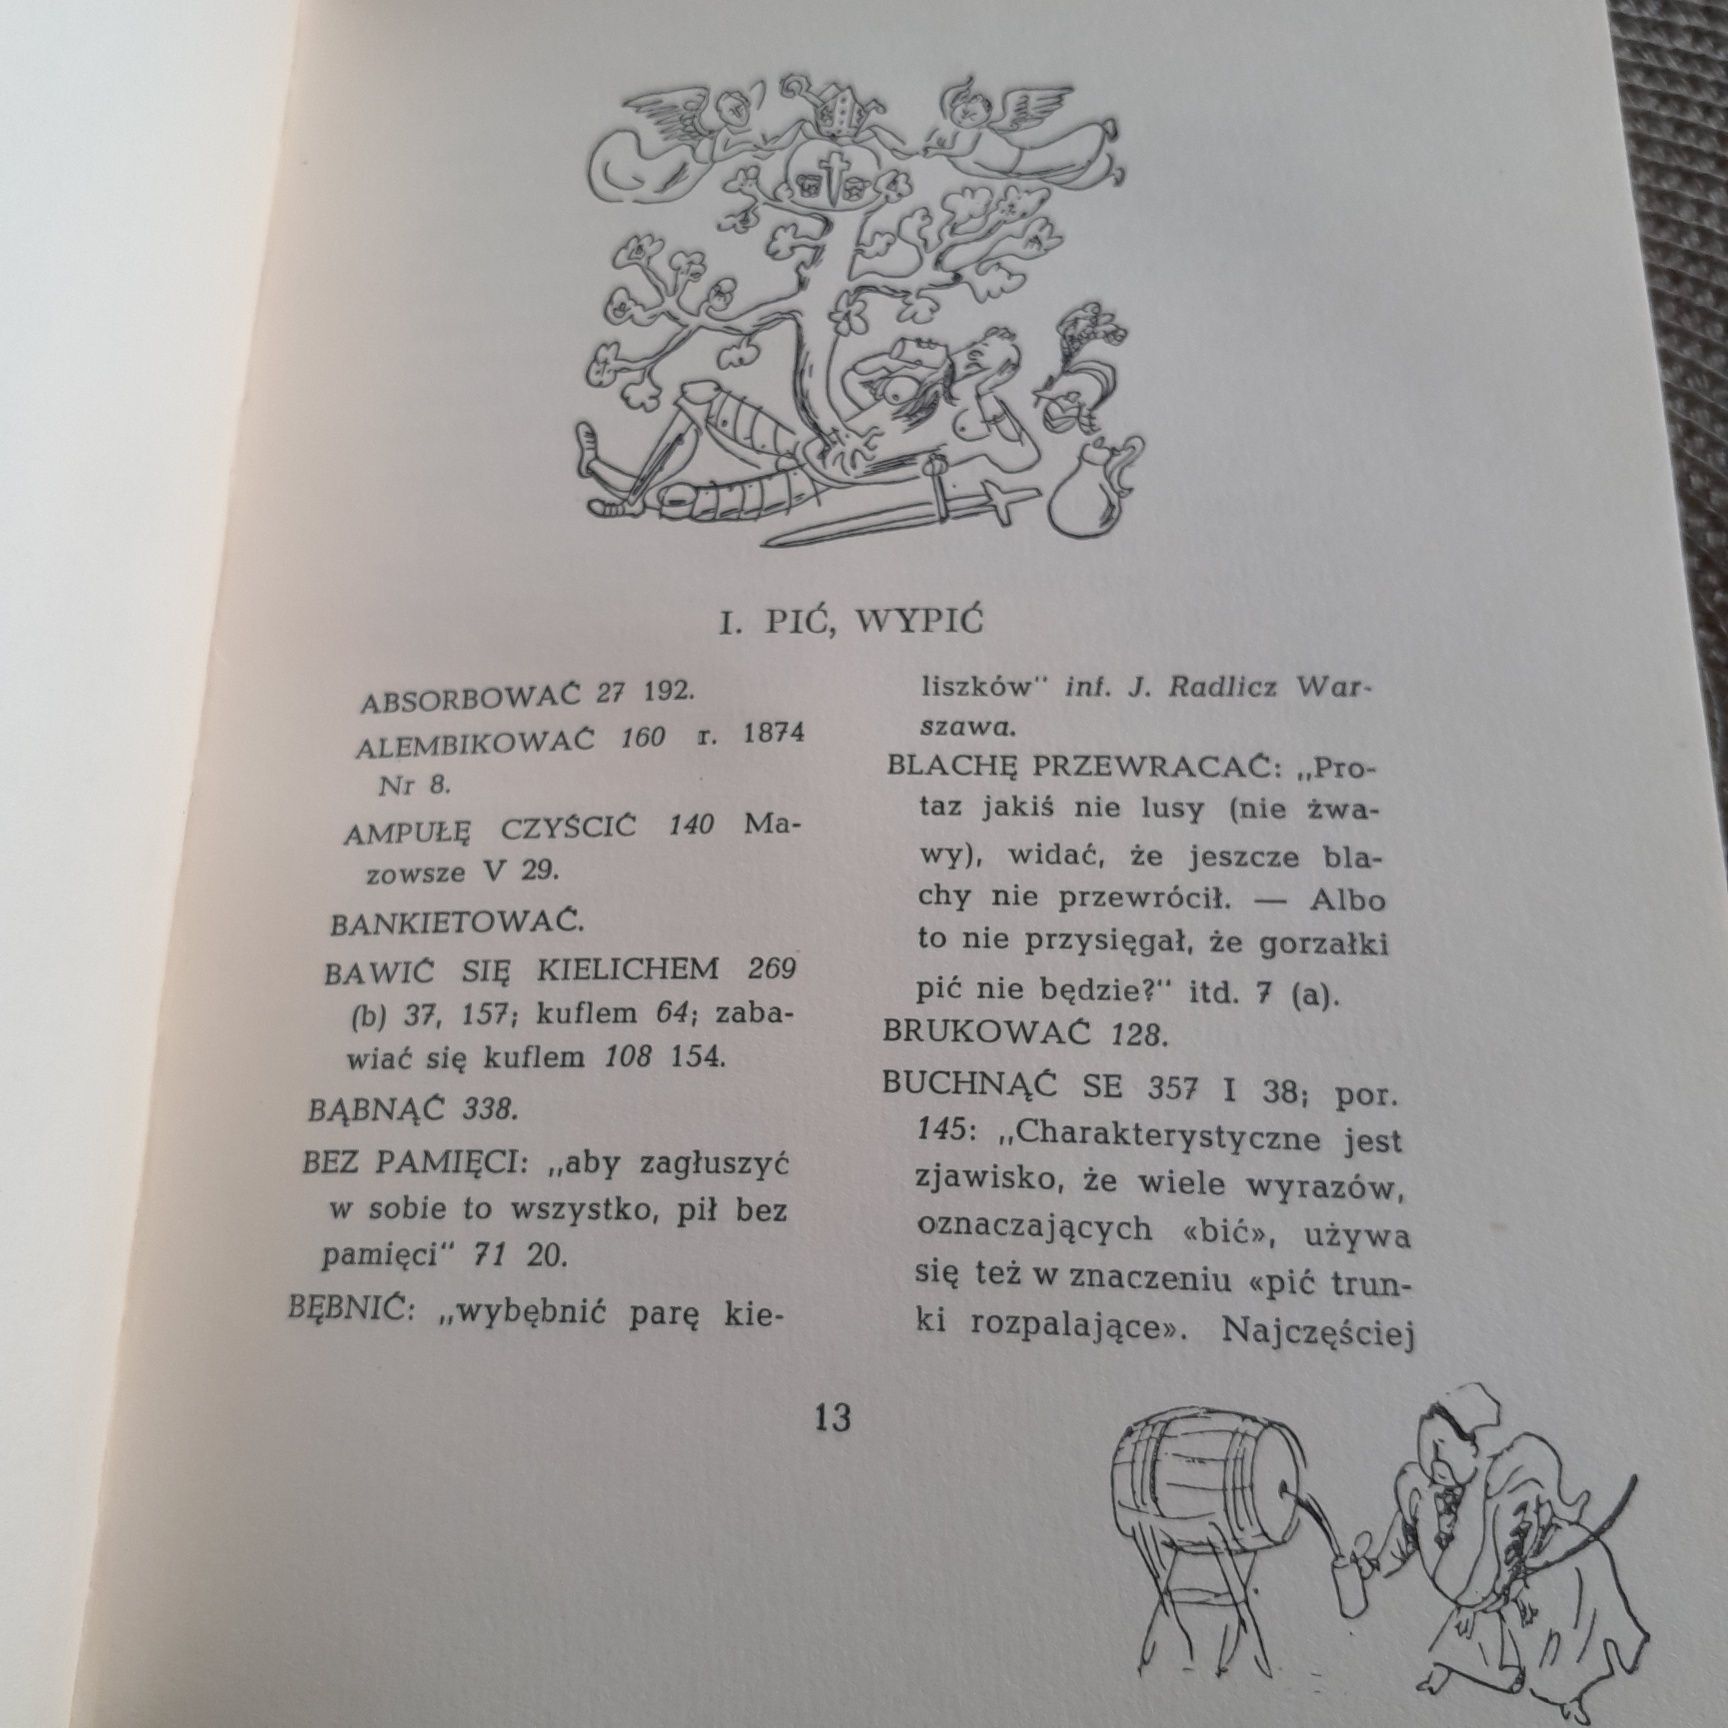 I. PIĆ, WYPIĆ
ABSORBOWAĆ 27 192.
ALEMBIKOWAĆ 160 r. 1874
Nr 8.
AMPUŁĘ CZYŚCIĆ 140 Ma-
zowsze V 29.
BANKIETOWAĆ.
BAWIĆ SIĘ KIELICHEM 269
(b) 37, 157; kuflem 64; zaba-
wiać się kuflem 108 154.
BĄBNĄĆ 338.
BEZ PAMIĘCI: „aby zagłuszyć
w sobie to wszystko, pił bez
pamięci" 71 20.
BĘBNIĆ: „wybębnić parę kie-
liszków" inf. J. Radlicz War-
szawa.
BLACHĘ PRZEWRACAĆ: „Pro-
taz jakiś nie lusy (nie żwa-
wy), widać, że jeszcze bla-
chy nie przewrócił. — Albo
to nie przysięgał, że gorzałki
pić nie będzie?" itd. 7 (a).
BRUKOWAĆ 128.
BUCHNĄĆ SE 357 I 38; por.
145: „Charakterystyczne jest
zjawisko, że wiele wyrazów,
oznaczających «bić», używa
się też w znaczeniu «pić trun-
ki rozpalające». Najczęściej
13